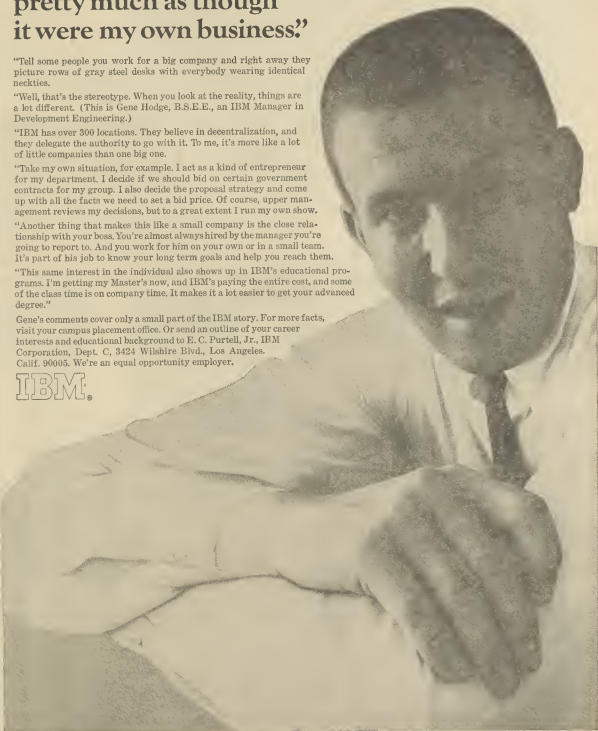 pretty much as though
it were my own business."
"Tell some people you work for a big company and right away they
picture rows of gray steel desks with everybody wearing identical
neckties.
"Well, that's the stereotype. When you look at the reality, things are
a lot different. (This is Gene Hodge, B.S.E.E., an IBM Manager in
Development Engineering.)
"IBM has over 300 locations. They believe in decentralization, and
they delegate the authority to go with it. To me, it's more like a lot
of little companies than one big one.
"Take my own situation, for example. I act as a kind of entrepreneur
for my department. I decide if we should bid on certain government
contracts for my group. I also decide the proposal strategy and come
up with all the facts we need to set a bid price. Of course, upper man-
agement reviews my decisions, but to a great extent I run my own show.
"Another thing that makes this like a small company is the close rela-
tionship with your boss. You're almost always hired by the manager you're
going to report to. And you work for him on your own or in a small team.
It's part of his job to know your long term goals and help you reach them.
"This same interest in the individual also shows up in IBM's educational pro-
grams. I'm getting my Master's now, and IBM's paying the entire cost, and some
of the class time is on company time. It makes it a lot easier to get your advanced
degree."
Gene's comments cover only a small part of the IBM story. For more facts,
visit your campus placement office. Or send an outline of your career
interests and educational background to E. C. Purtell, Jr., IBM
Corporation, Dept. C, 3424 Wilshire Blvd., Los Angeles.
Calif. 90005. We're an equal opportunity employer.
IBM®